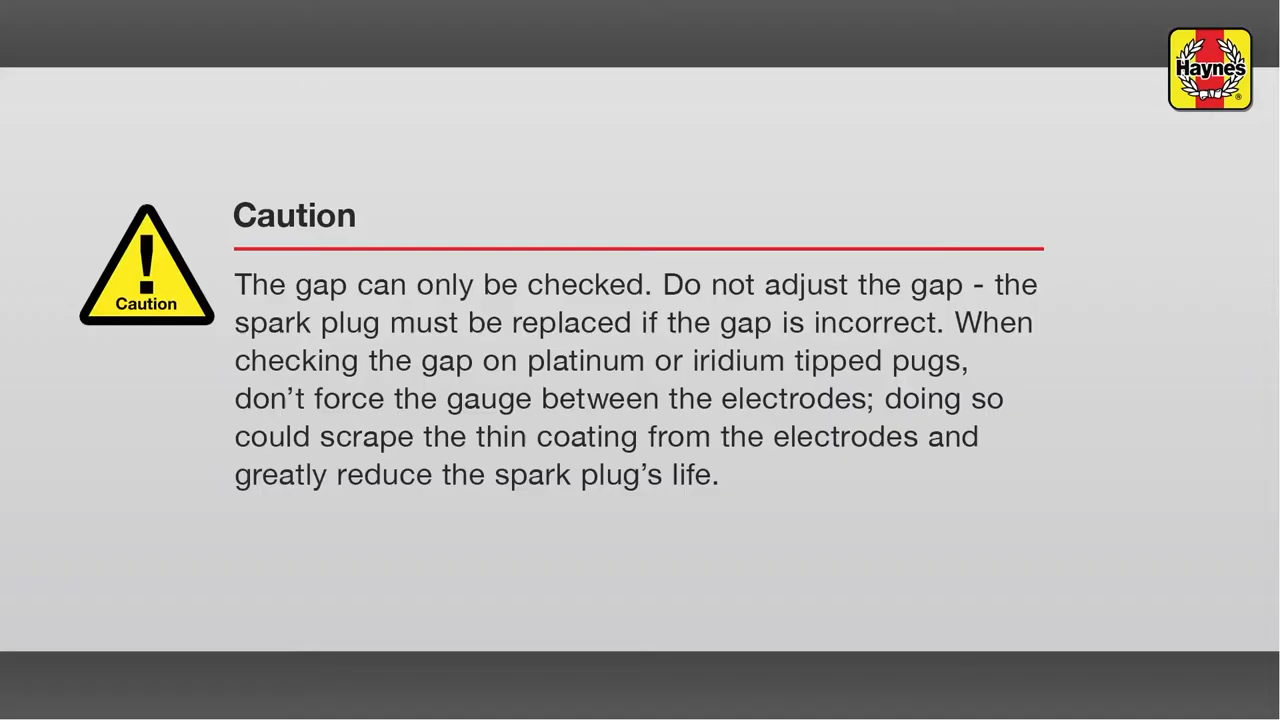 Haynes
®
Caution
Caution
The gap can only be checked. Do not adjust the gap - the
spark plug must be replaced if the gap is incorrect. When
checking the gap on platinum or iridium tipped pugs,
don’t force the gauge between the electrodes; doing so
could scrape the thin coating from the electrodes and
greatly reduce the spark plug’s life.